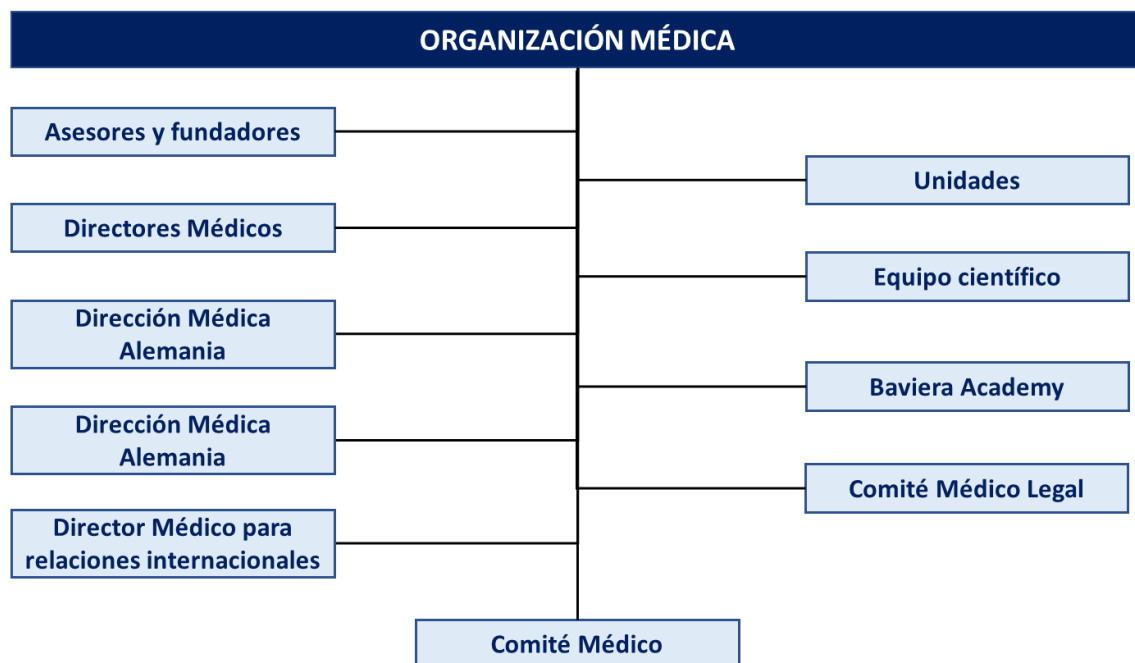 ORGANIZACIÓN MÉDICA
Asesores y fundadores
Directores Médicos
Dirección Médica
Alemania
Dirección Médica
Alemania
Director Médico para
relaciones internacionales
Unidades
Equipo científico
Baviera Academy
Comité Médico Legal
Comité Médico